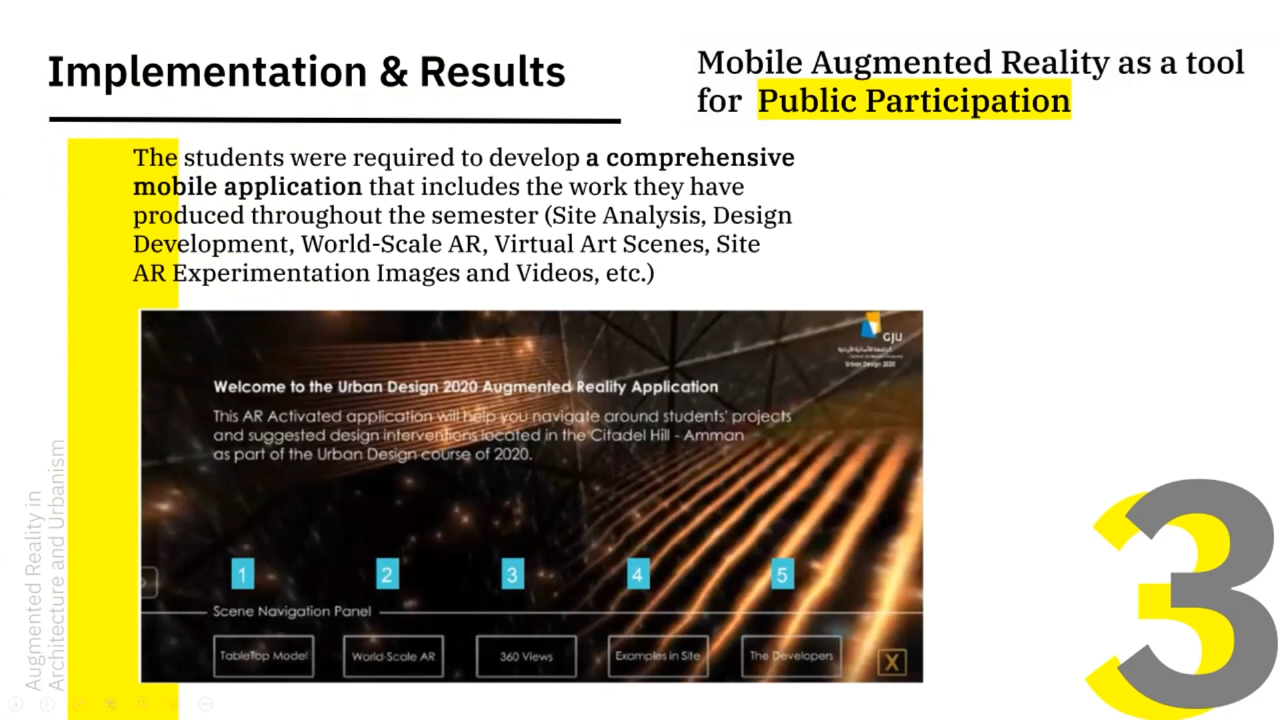 Implementation & Results
Mobile Augmented Reality as a tool
for Public Participation
The students were required to develop a comprehensive
mobile application that includes the work they have
produced throughout the semester (Site Analysis, Design
Development, World-Scale AR, Virtual Art Scenes, Site
AR Experimentation Images and Videos, etc.)
GJU
Urban Design 2020
Welcome to the Urban Design 2020 Augmented Reality Application
This AR Activated application will help you navigate around students' projects
and suggested design interventions located in the Citadel Hill - Amman
as part of the Urban Design course of 2020.
1
2
3
4
5
Scene Navigation Panel
TableTop Model
World-Scale AR
360 Views
Examples in Site
The Developers
X
Augmented Reality in
Architecture and Urbanism
3